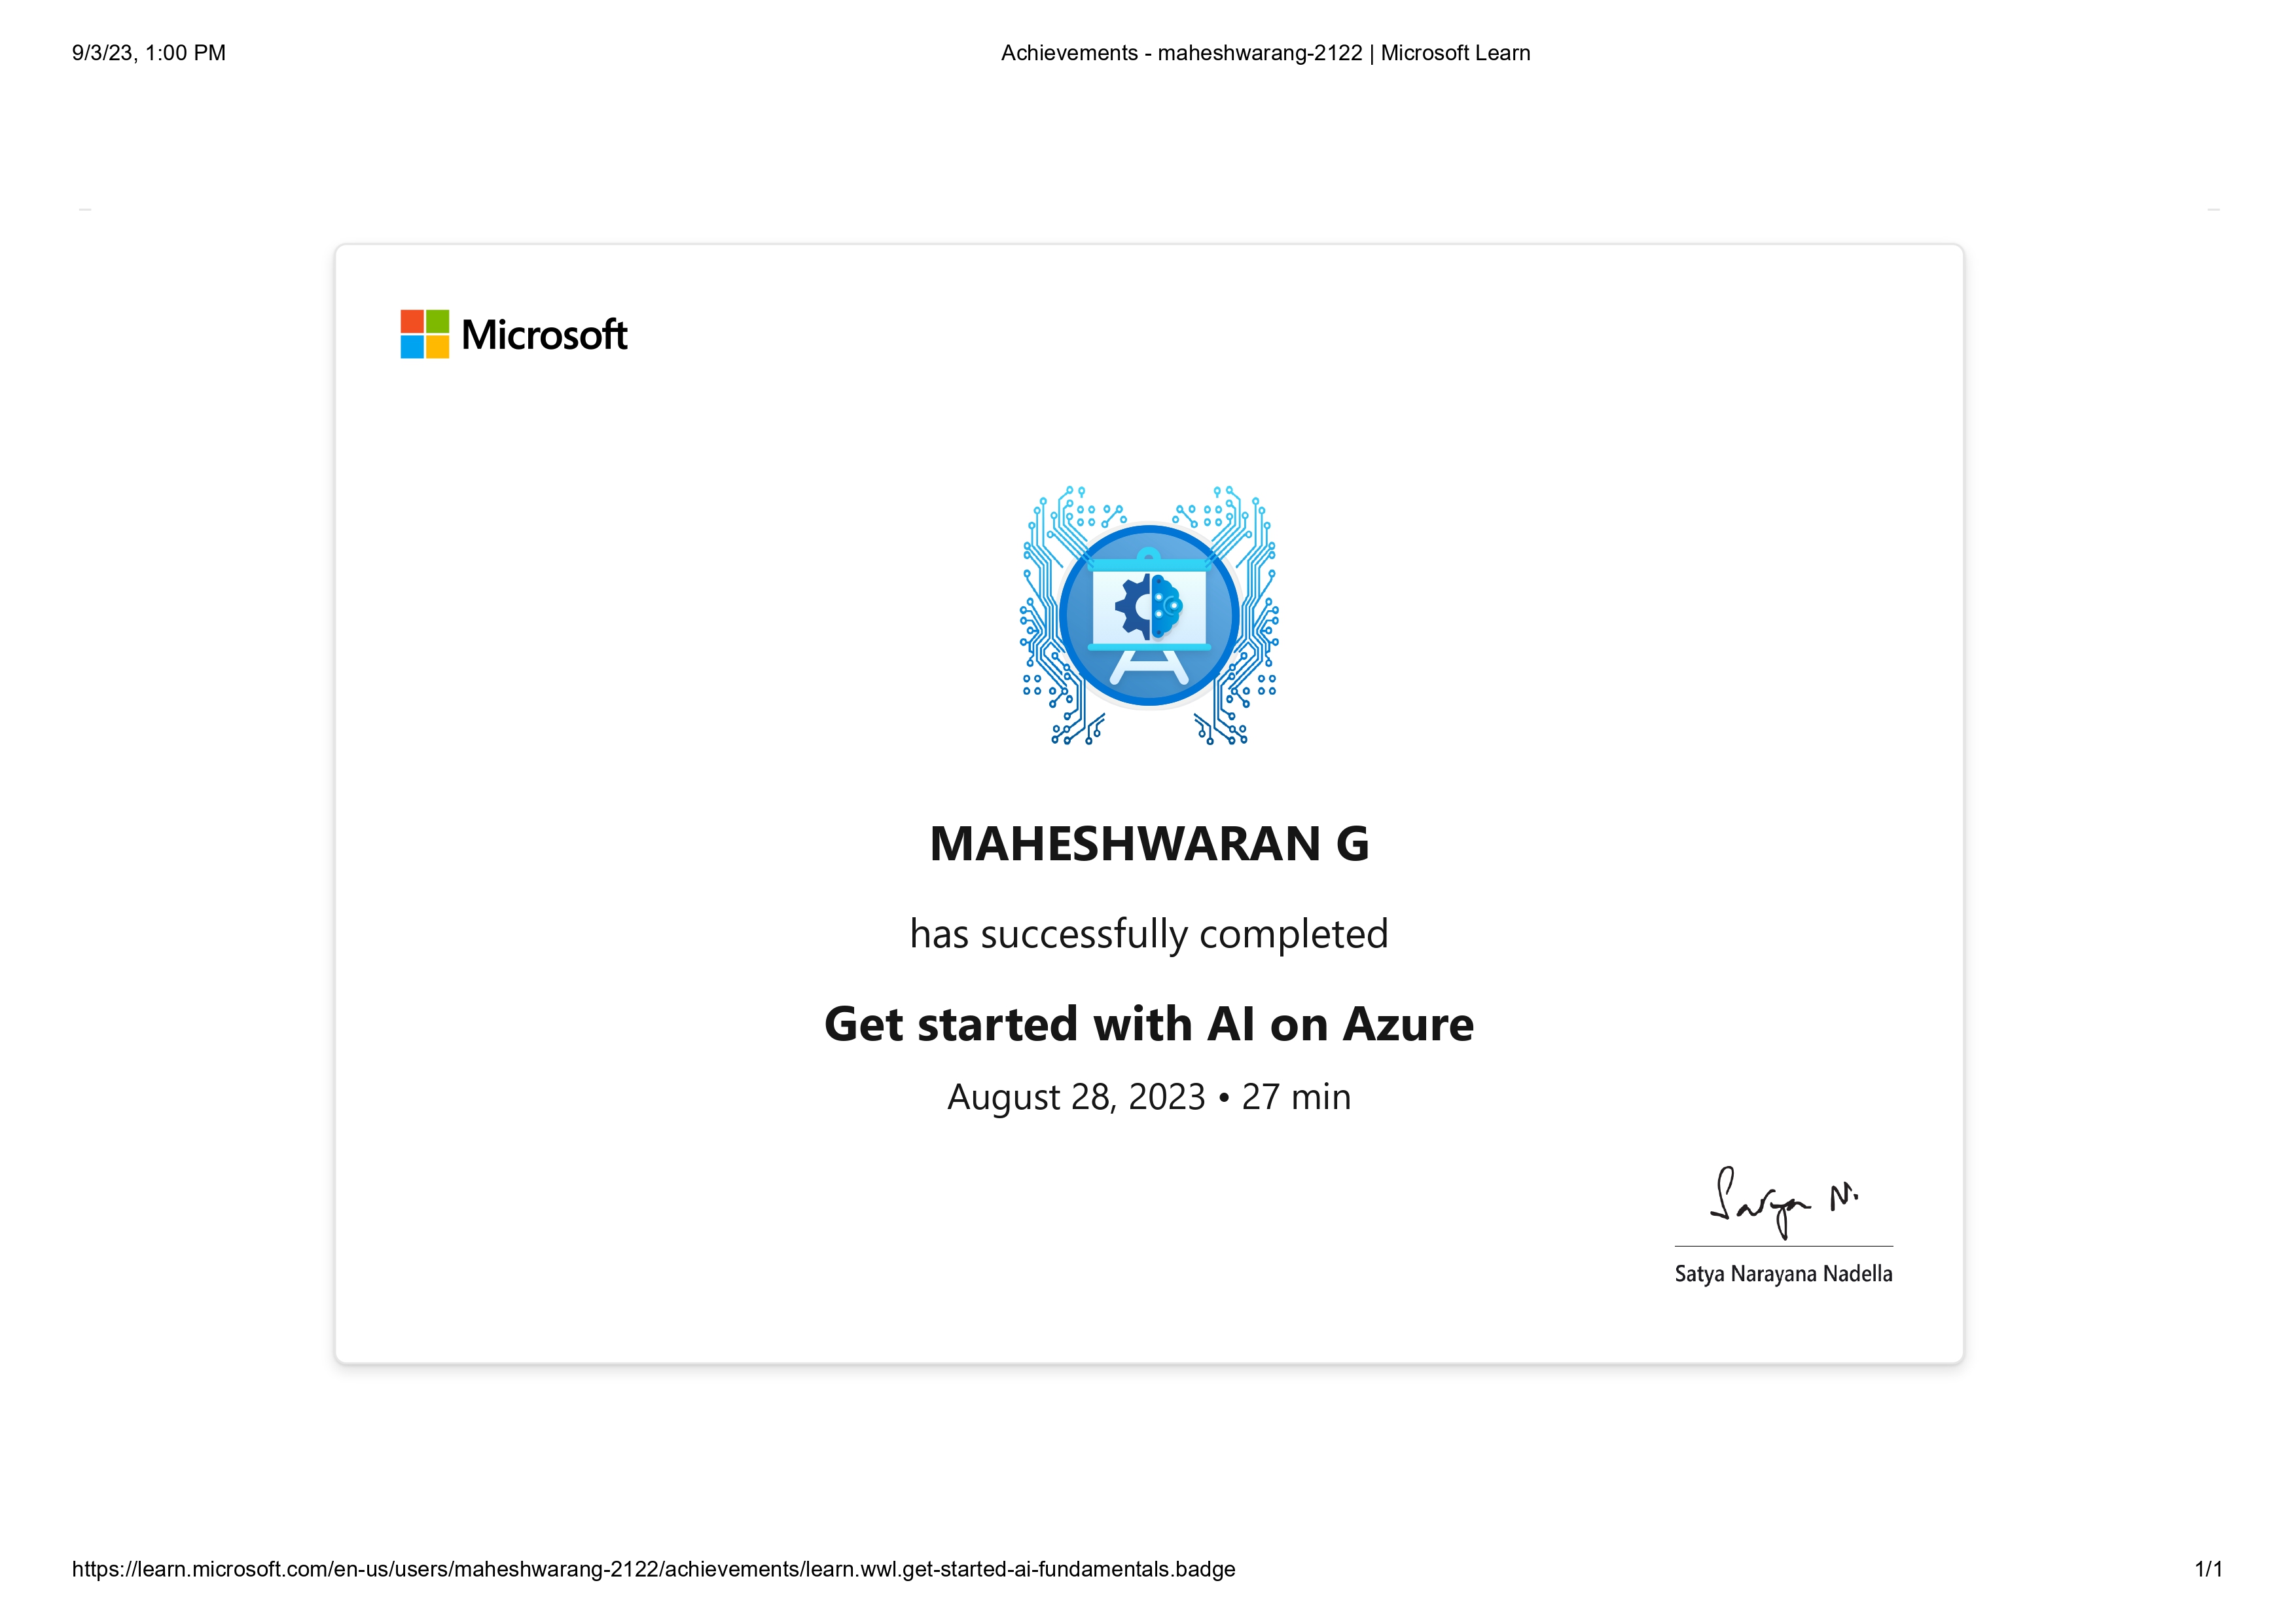 9/3/23, 1:00 PM
Achievements - maheshwarang-2122 | Microsoft Learn
Microsoft
MAHESHWARAN G
has successfully completed
Get started with AI on Azure
August 28, 2023 • 27 min
Satya N.
Satya Narayana Nadella
https://learn.microsoft.com/en-us/users/maheshwarang-2122/achievements/learn.wwl.get-started-ai-fundamentals.badge
1/1